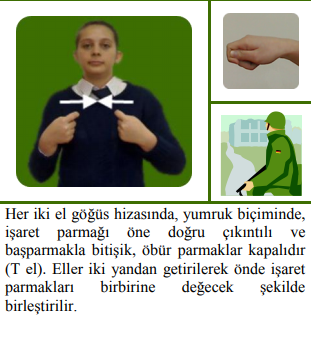 Her iki el göğüs hizasında, yumruk biçiminde,
işaret parmağı öne doğru çıkıntılı ve
başparmakla bitişik, öbür parmaklar kapalıdır
(T el). Eller iki yandan getirilerek önde işaret
parmakları birbirine değecek şekilde
birleştirilir.